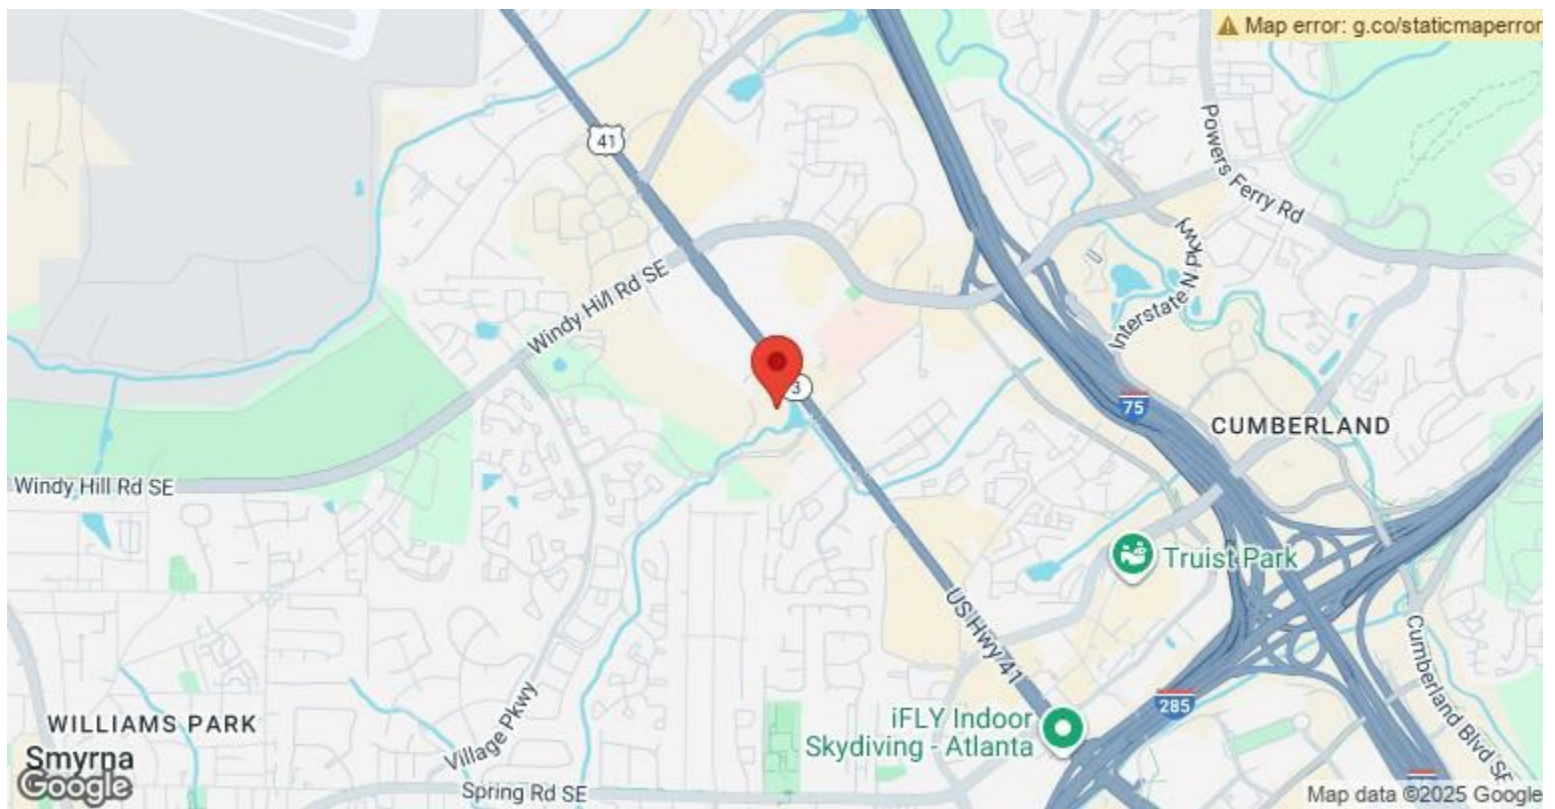 Map error: g.co/staticmaperror
41
Powers Ferry Rd
Interstate N Pkwy
Windy Hill Rd SE
3
75
CUMBERLAND
Windy Hill Rd SE
Truist Park
US Hwy 41
Cumberland Blvd SE
285
iFLY Indoor
Skydiving - Atlanta
WILLIAMS PARK
Smyrna
Village Pkwy
Google
Spring Rd SE
Map data ©2025 Google